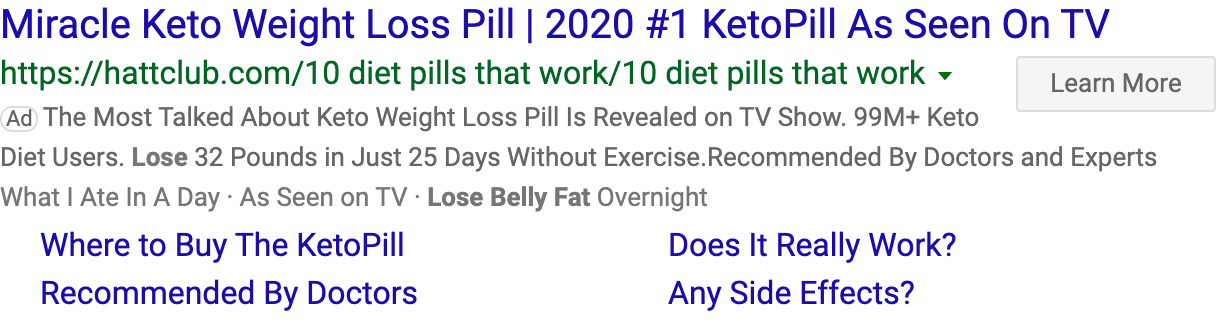 Miracle Keto Weight Loss Pill | 2020 #1 KetoPill As Seen On TV
https://hattclub.com/10 diet pills that work/10 diet pills that work
Learn More
Ad The Most Talked About Keto Weight Loss Pill Is Revealed on TV Show. 99M+ Keto
Diet Users. Lose 32 Pounds in Just 25 Days Without Exercise.Recommended By Doctors and Experts
What I Ate In A Day · As Seen on TV · Lose Belly Fat Overnight
Where to Buy The KetoPill
Does It Really Work?
Recommended By Doctors
Any Side Effects?